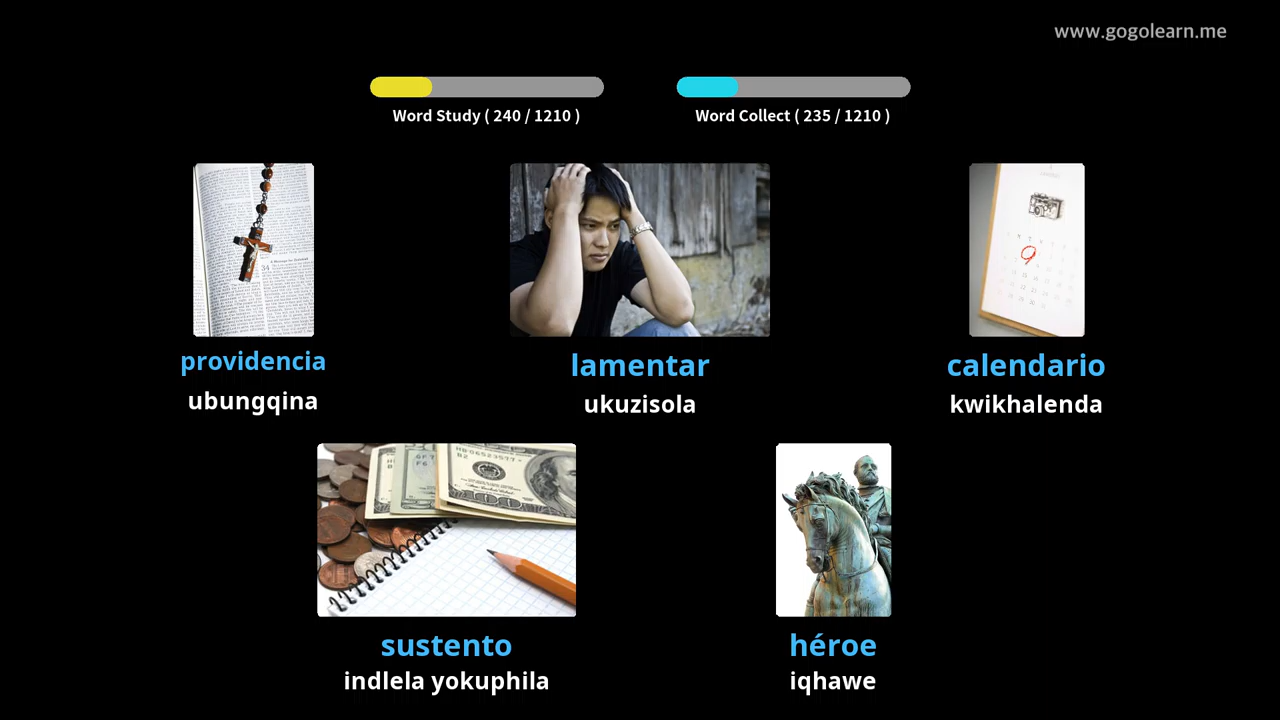 www.gogolearn.me
Word Study ( 240 / 1210 )
Word Collect ( 235 / 1210 )
providencia
ubungqina
lamentar
ukuzisola
calendario
kwikhalenda
sustento
indlela yokuphila
héroe
iqhawe